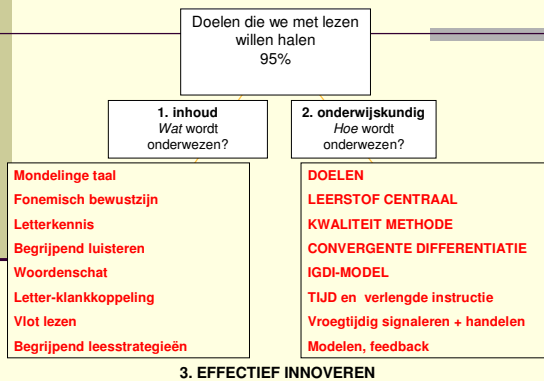 Doelen die we met lezen
willen halen
95%
1. inhoud
Wat wordt
onderwezen?
2. onderwijskundig
Hoe wordt
onderwezen?
Mondelinge taal
Fonemisch bewustzijn
Letterkennis
Begrijpend luisteren
Woordenschat
Letter-klankkoppeling
Vlot lezen
Begrijpend leesstrategieën
DOELEN
LEERSTOF CENTRAAL
KWALITEIT METHODE
CONVERGENTE DIFFERENTIATIE
IGDI-MODEL
TIJD en verlengde instructie
Vroegtijdig signaleren + handelen
Modelen, feedback
3. EFFECTIEF INNOVEREN